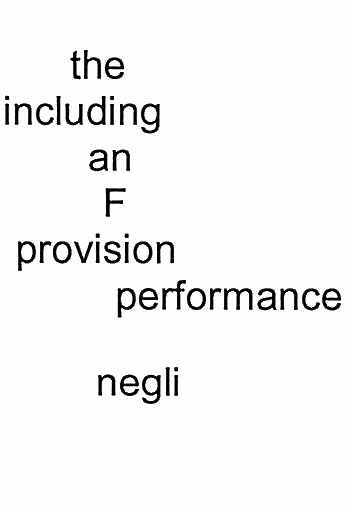 the
including
an
F
provision
performance
negli